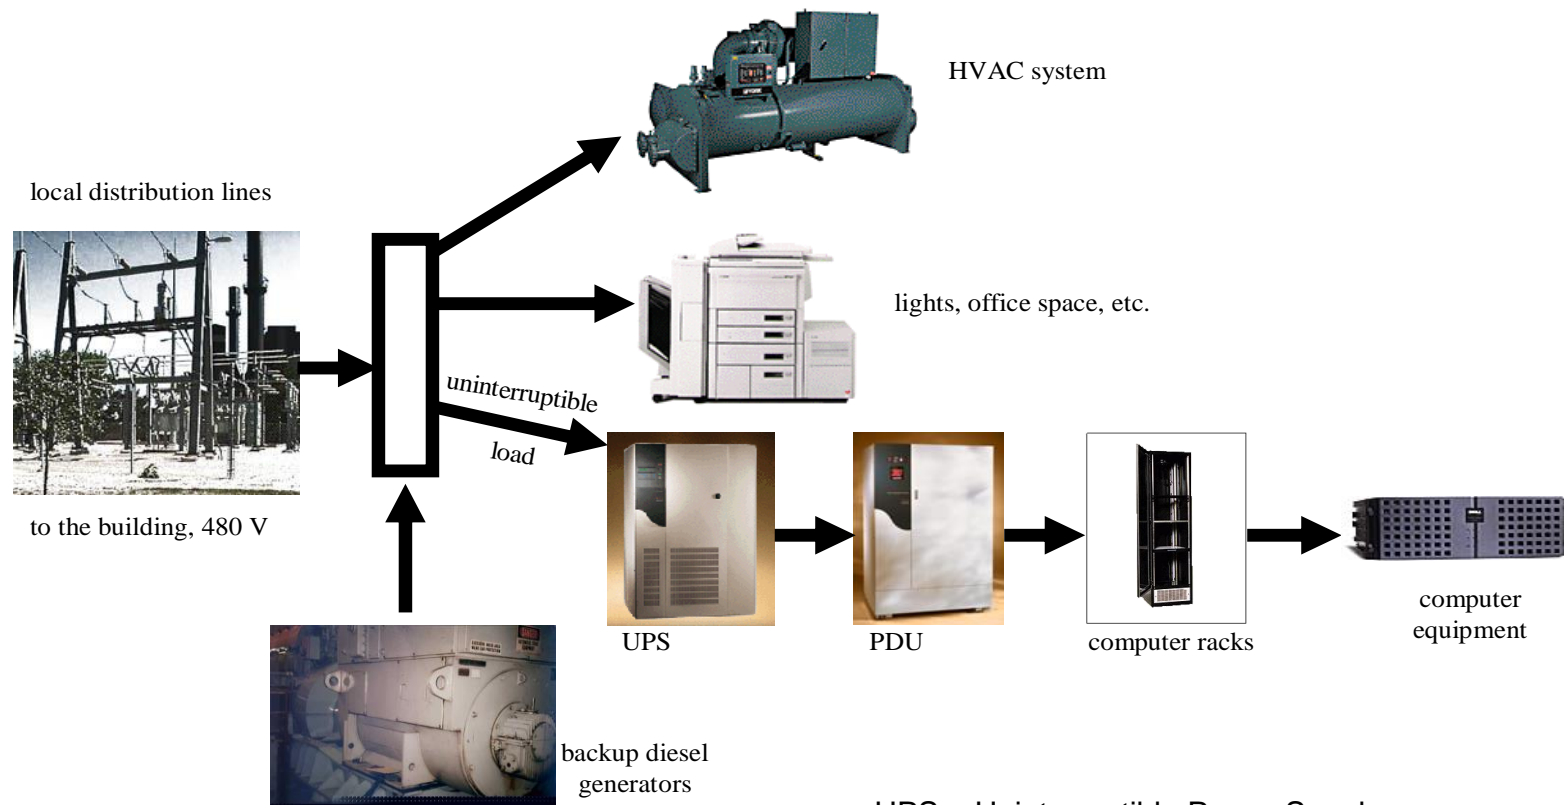 HVAC system
local distribution lines
lights, office space, etc.
uninterruptible
load
to the building, 480 V
UPS
PDU
computer racks
computer
equipment
DANGER
backup diesel
generators